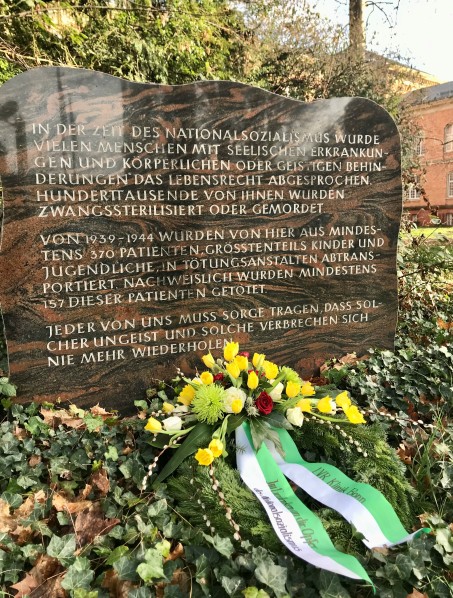 IN DER ZEIT DES NATIONALSOZIALISMUS WURDE
VIELEN MENSCHEN MIT SEELISCHEN ERKRANKUN-
GEN UND KÖRPERLICHEN ODER GEISTIGEN BEHIN-
DERUNGEN DAS LEBENSRECHT ABGESPROCHEN.
HUNDERTTAUSENDE VON IHNEN WURDEN
ZWANGSSTERILISIERT ODER GEMORDET.
VON 1939-1944 WURDEN VON HIER AUS MINDES-
TENS 370 PATIENTEN, GRÖSSTENTEILS KINDER UND
JUGENDLICHE, IN TÖTUNGSANSTALTEN ABTRANS-
PORTIERT. NACHWEISLICH WURDEN MINDESTENS
157 DIESER PATIENTEN GETÖTET.
JEDER VON UNS MUSS SORGE TRAGEN, DASS SOL-
CHER UNGEIST UND SOLCHE VERBRECHEN SICH
NIE MEHR WIEDERHOLEN.